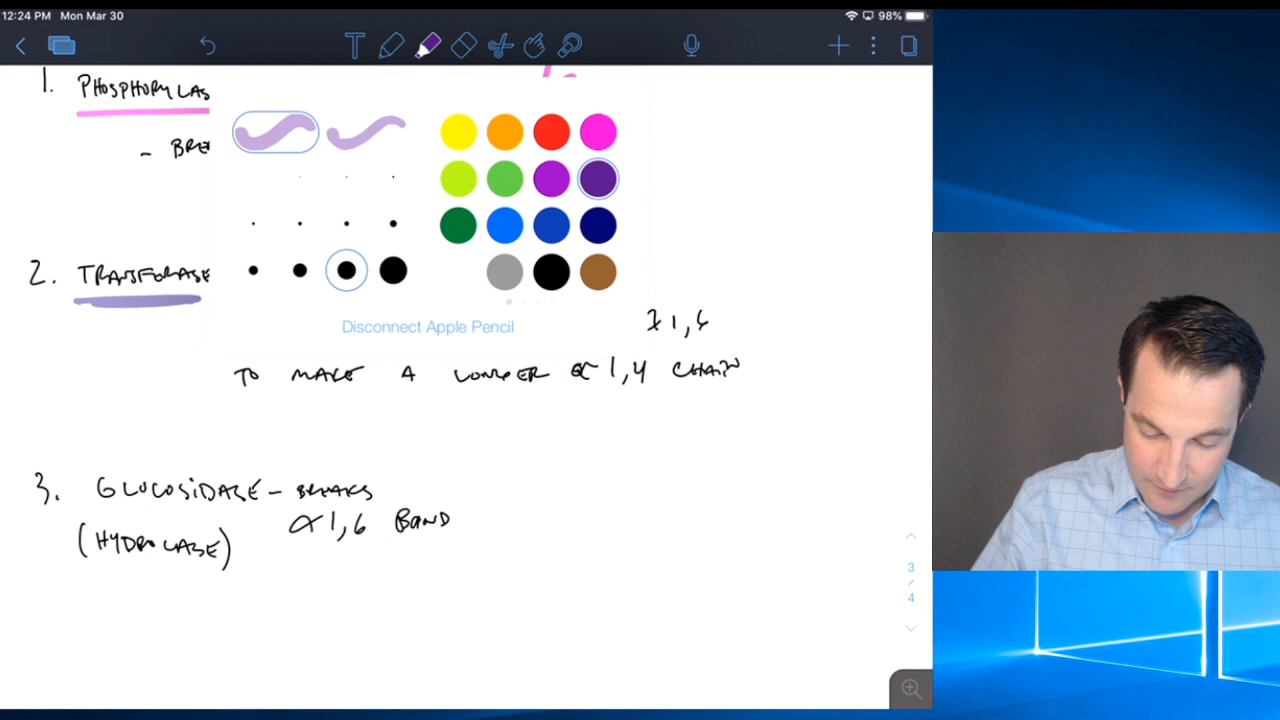 12:24 PM Mon Mar 30
98%
T
1. PHOSPHORYLAS
- BRE
2. TRANSFERASE
Disconnect Apple Pencil
1,6
TO MAKE A LONGER α 1,4 CHAIN
3. GLUCOSIDASE - BREAKS
(HYDROLASE) α 1,6 BOND
3
/
4